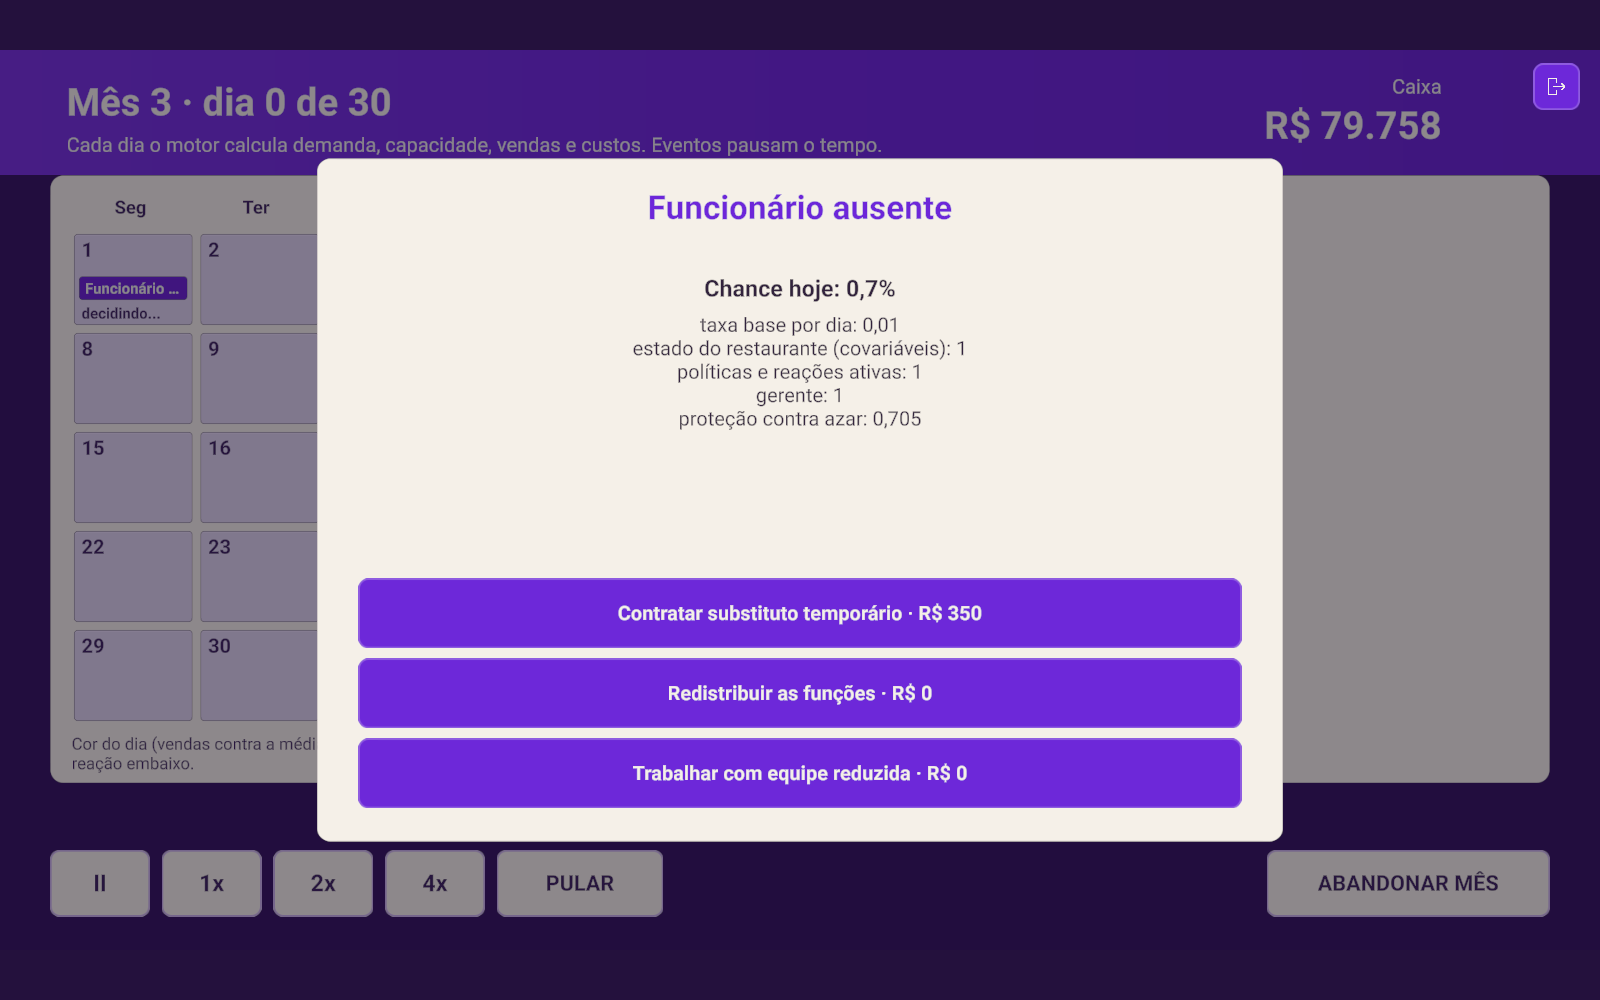 Mês 3 · dia 0 de 30
Cada dia o motor calcula demanda, capacidade, vendas e custos. Eventos pausam o tempo.
Caixa
R$ 79.758
Seg
Ter
1
Funcionário ...
decidindo...
2
8
9
15
16
22
23
29
30
Cor do dia (vendas contra a médi
reação embaixo.
Funcionário ausente
Chance hoje: 0,7%
taxa base por dia: 0,01
estado do restaurante (covariáveis): 1
políticas e reações ativas: 1
gerente: 1
proteção contra azar: 0,705
Contratar substituto temporário · R$ 350
Redistribuir as funções · R$ 0
Trabalhar com equipe reduzida · R$ 0
II
1x
2x
4x
PULAR
ABANDONAR MÊS